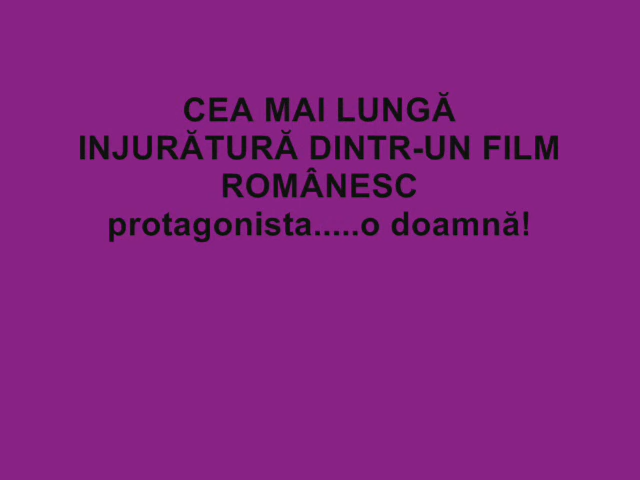 CEA MAI LUNGĂ
INJURĂTURĂ DINTR-UN FILM
ROMÂNESC
protagonista.....o doamnă!